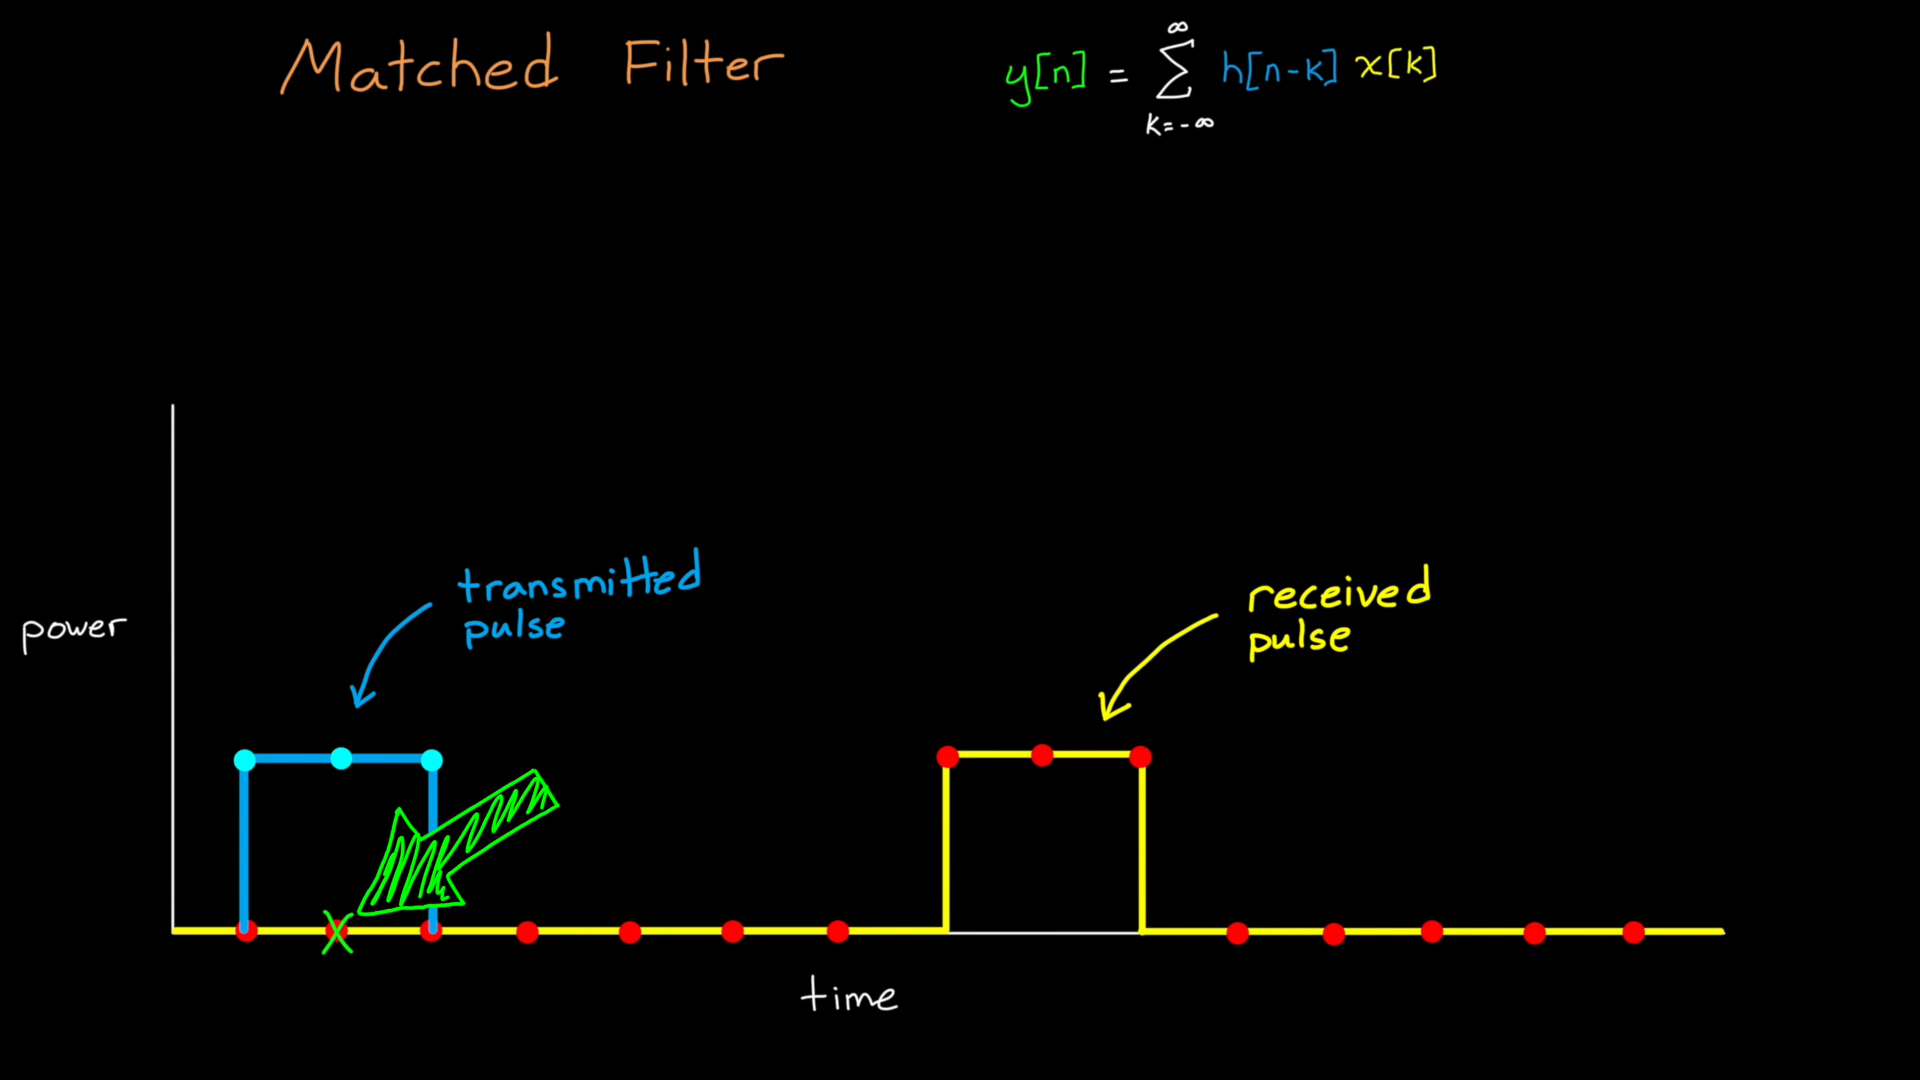 Matched Filter
y[n] = ∞ Σ k=-∞ h[n-k] x[k]
transmitted
pulse
received
pulse
power
time